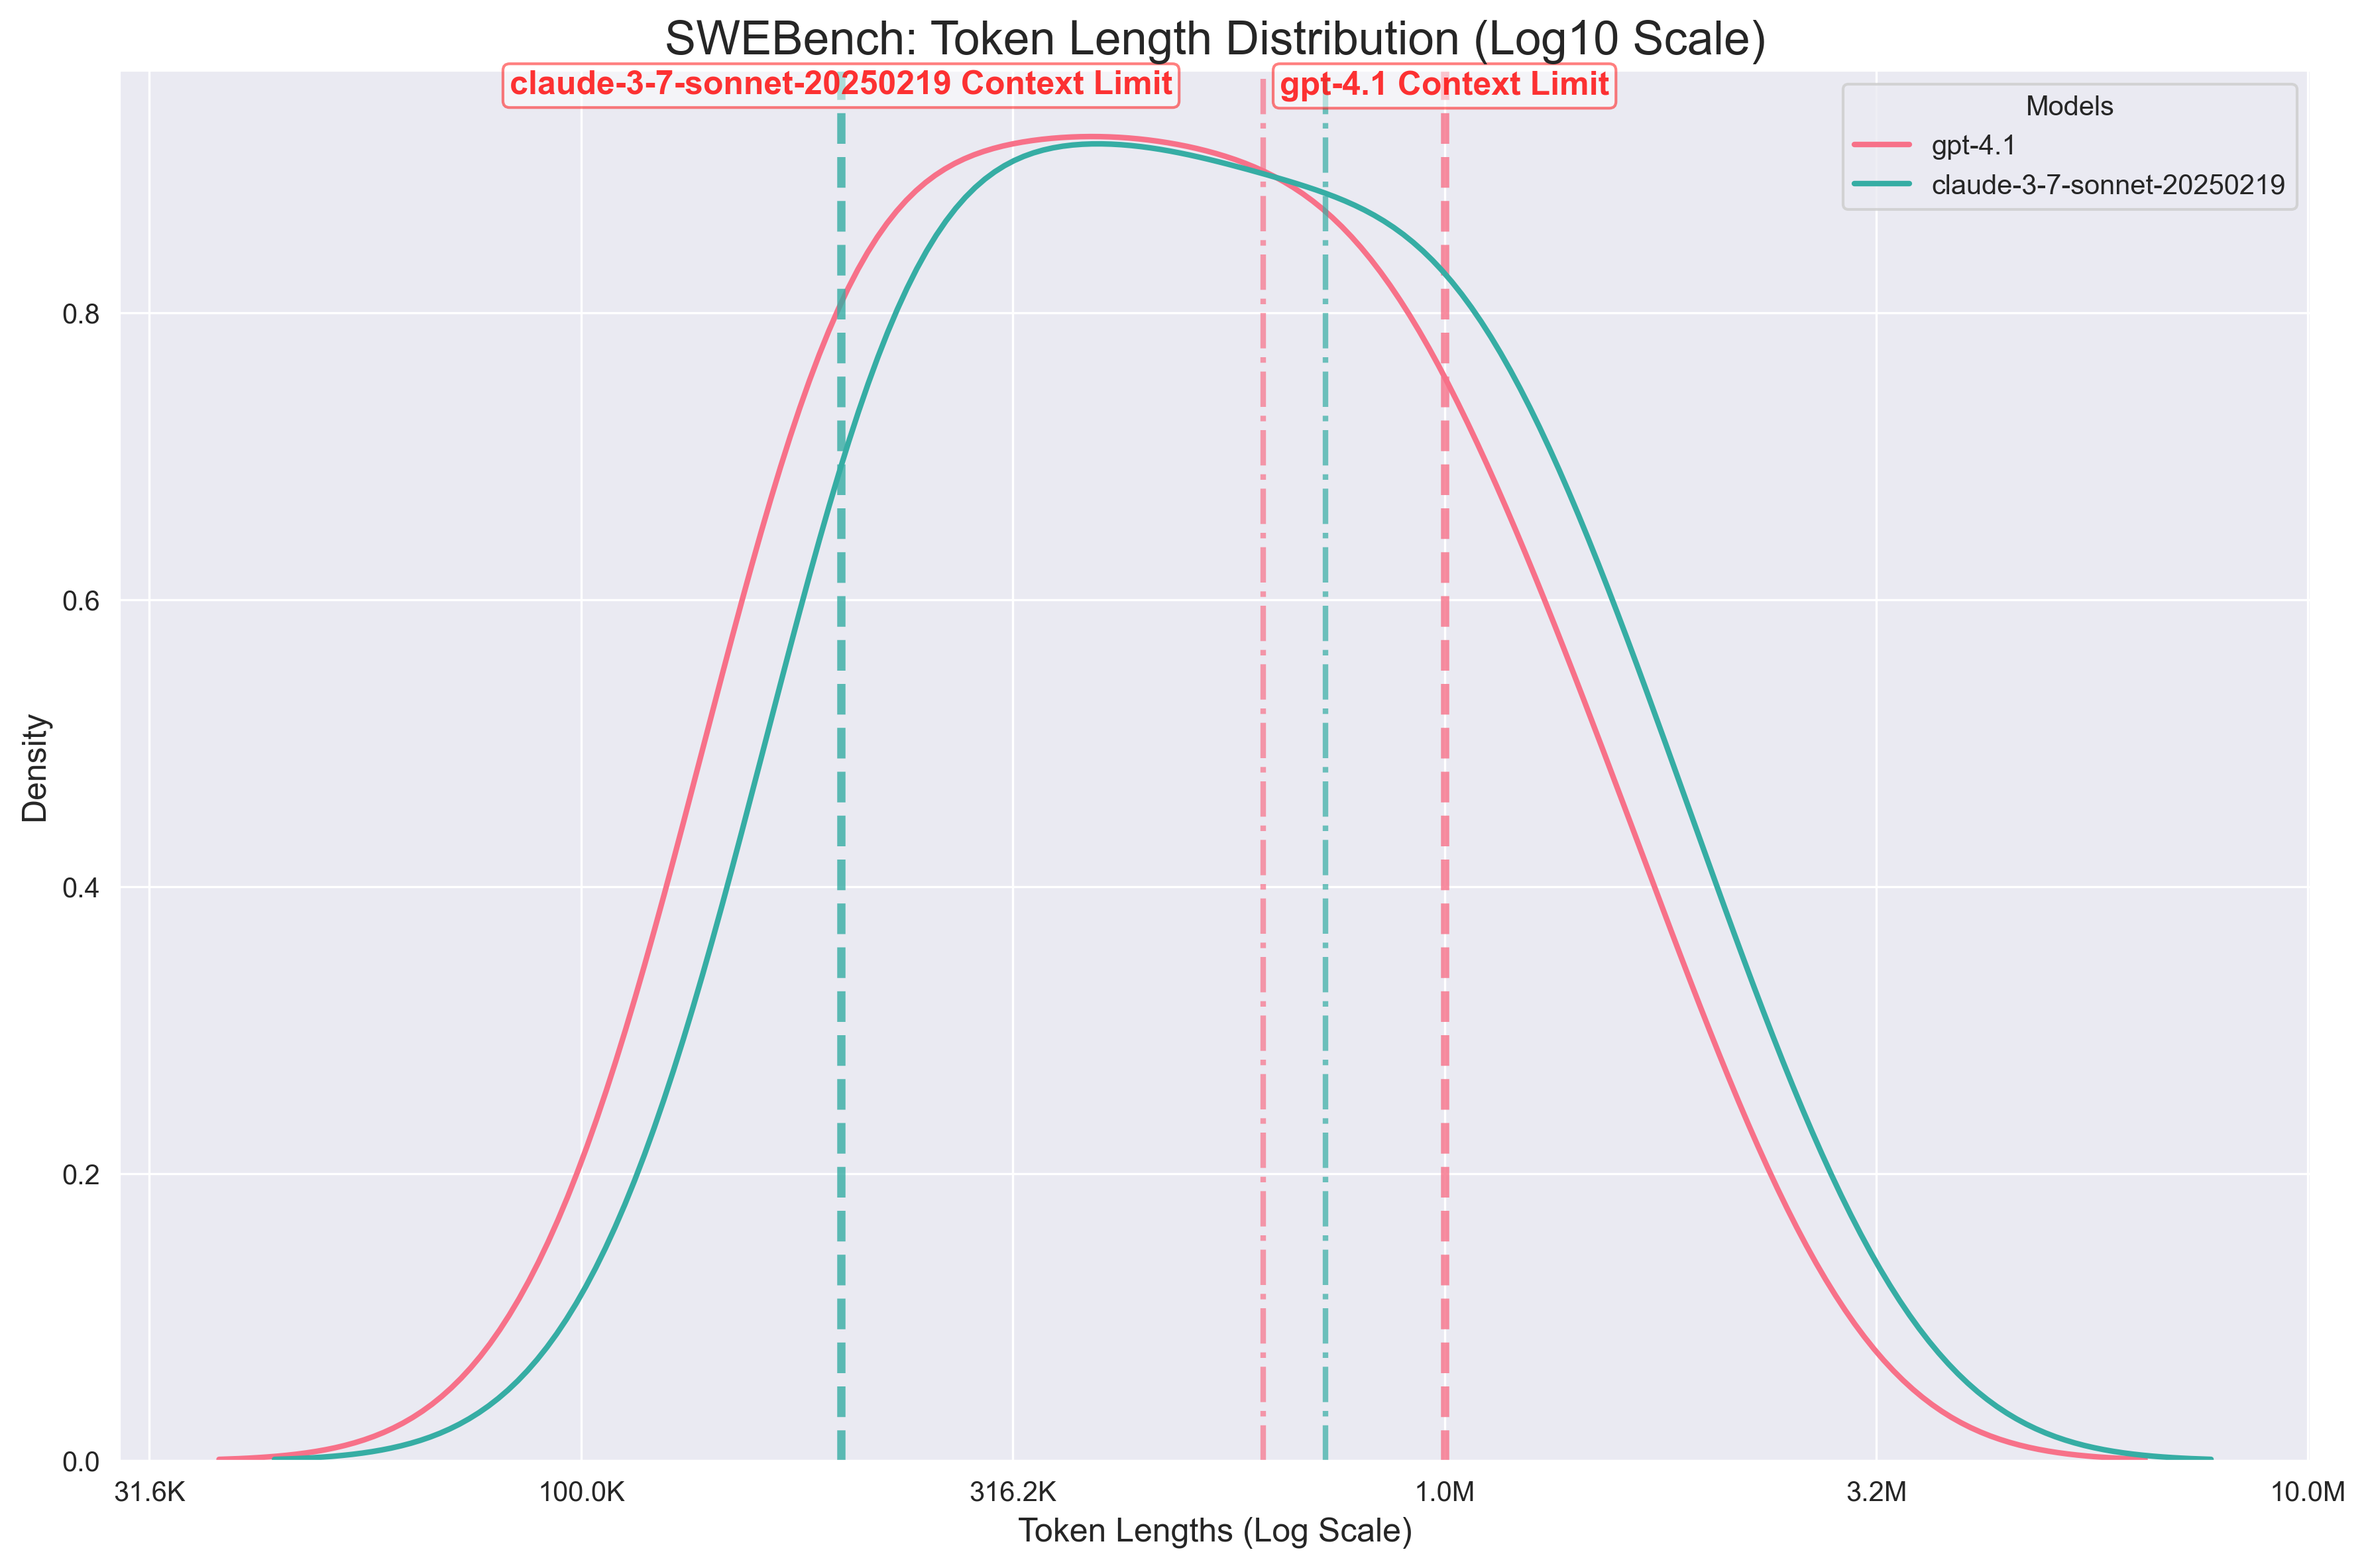 SWEBench: Token Length Distribution (Log10 Scale)
claude-3-7-sonnet-20250219 Context Limit
gpt-4.1 Context Limit
Models
gpt-4.1
claude-3-7-sonnet-20250219
Density
0.8
0.6
0.4
0.2
0.0
31.6K
100.0K
316.2K
1.0M
3.2M
10.0M
Token Lengths (Log Scale)